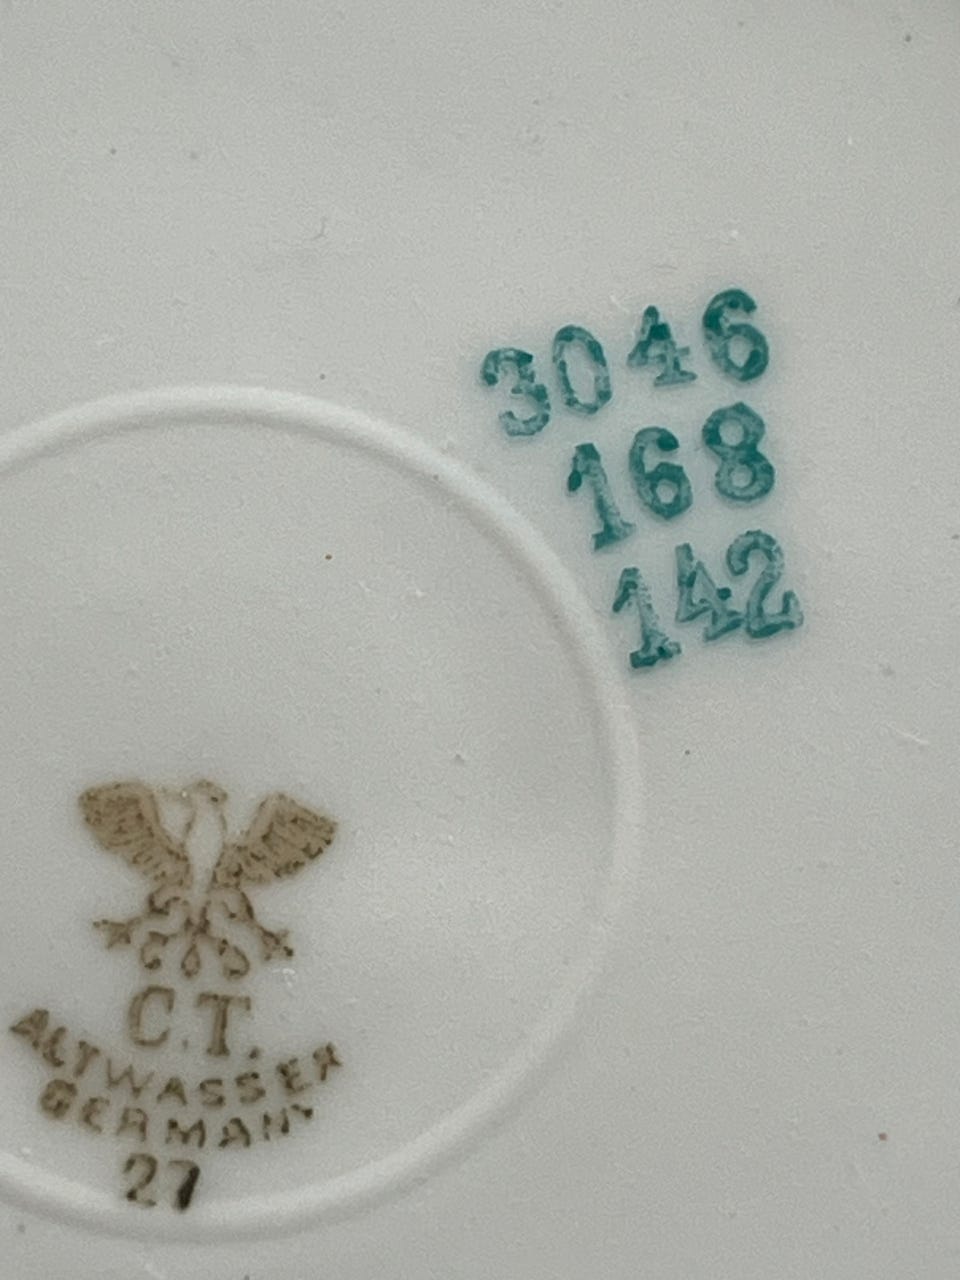 3046
168
142
C.T.
ALTWASSER
GERMANY
27